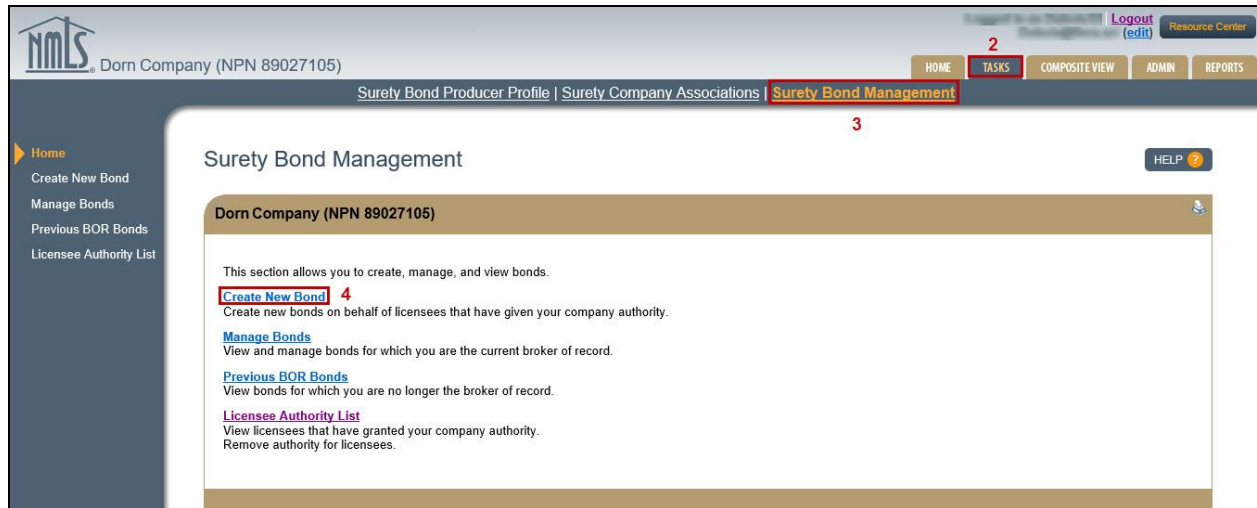 Logout
(edit)
Resource Center
NMLS® Dorn Company (NPN 89027105)
2
HOME TASKS COMPOSITE VIEW ADMIN REPORTS
Surety Bond Producer Profile | Surety Company Associations | Surety Bond Management
3
Home
Create New Bond
Manage Bonds
Previous BOR Bonds
Licensee Authority List
Surety Bond Management
HELP ?
Dorn Company (NPN 89027105)
This section allows you to create, manage, and view bonds.
Create New Bond 4
Create new bonds on behalf of licensees that have given your company authority.
Manage Bonds
View and manage bonds for which you are the current broker of record.
Previous BOR Bonds
View bonds for which you are no longer the broker of record.
Licensee Authority List
View licensees that have granted your company authority.
Remove authority for licensees.